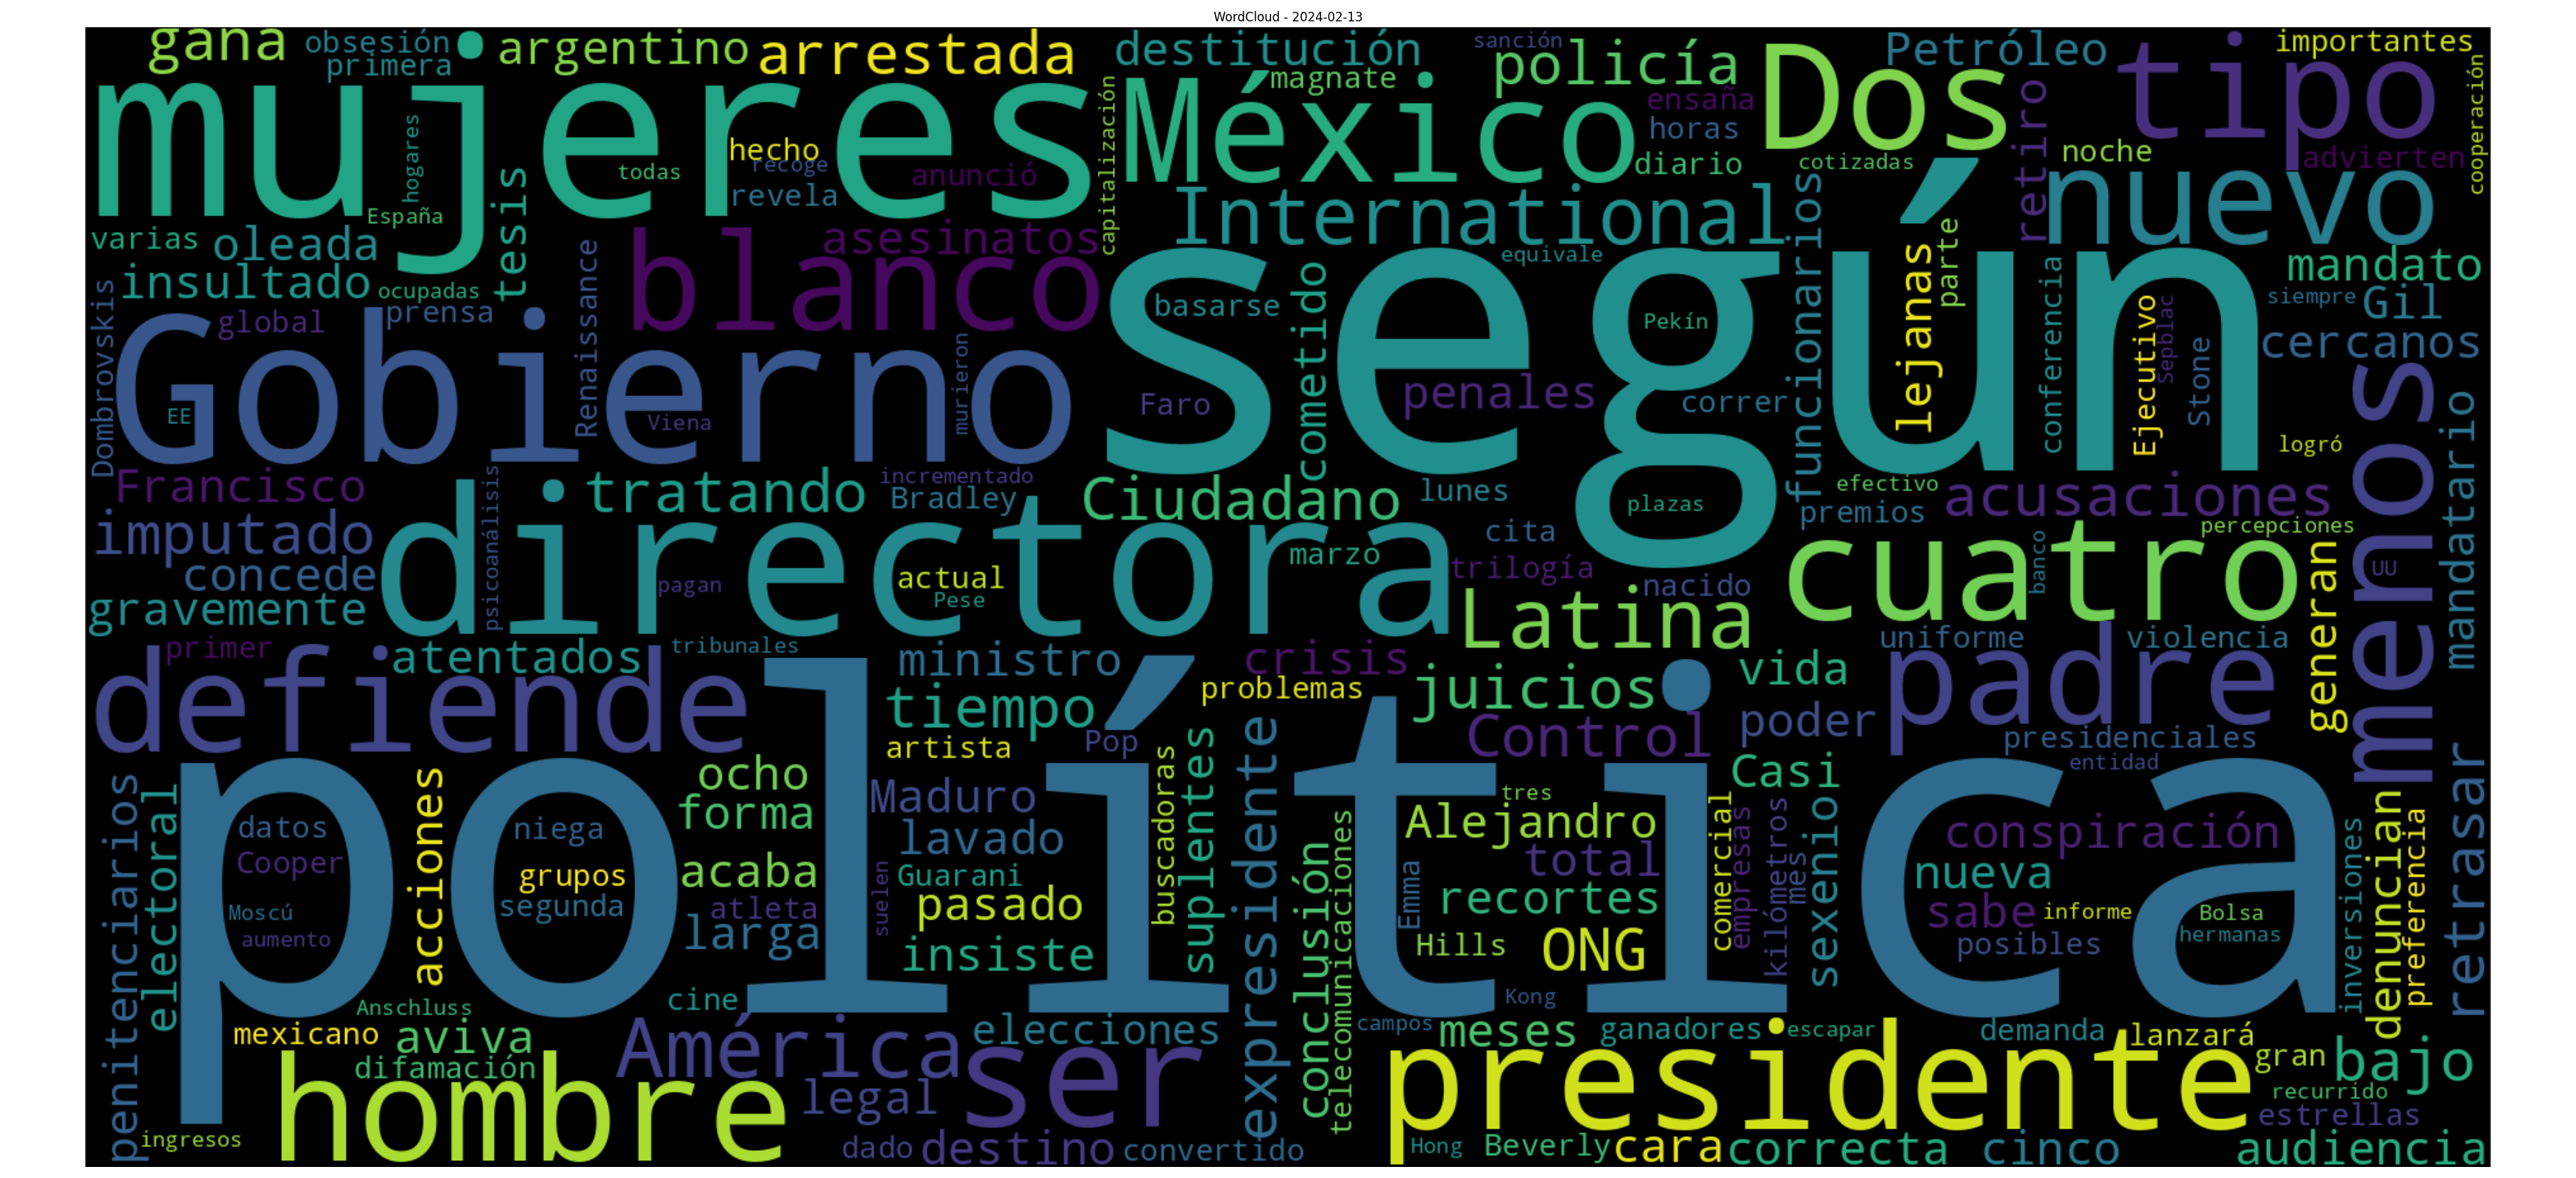 WordCloud - 2024-02-13
gana
obsesión
primera
argentino
arrestada
destitución
sanción
magnate
policía
Petróleo
importantes
mujeres
México
Dos
tipo
ensaña
horas
diario
retiro
noche
advierten
cooperación
hogares
hecho
recoge
revela
todas
anunció
capitalización
cotizadas
España
varias
oleada
tesis
International
nuevo
insultado
ocupadas
asesinatos
blanco
según
equivale
funcionarios
lejanas
parte
mandato
Dombrovskis
global
prensa
Renaissance
basarse
cometido
Pekín
conferencia
Ejecutivo
Sepblac
siempre
Gil
Stone
cercanos
Gobierno
EE
Viena
murieron
Faro
penales
correr
logró
menos
mandatario
Francisco
psicoanálisis
tratando
incrementado
Bradley
Ciudadano
lunes
plazas
efectivo
premios
acusaciones
percepciones
imputado
directora
cita
marzo
cuatro
banco
generan
UU
concede
pagan
actual
Pese
trilogía
nacido
gravemente
Latina
primer
atentados
tribunales
ministro
crisis
uniforme
violencia
defiende
política
tiempo
problemas
juicios
vida
padre
artista
Pop
Control
poder
presidenciales
penitenciarios
electoral
acciones
ocho
forma
Maduro
buscadoras
suplentes
expresidente
Casi
entidad
retrasar
datos
niega
lavado
tres
Alejandro
comercial
empresas
kilómetros
mes
sexenio
conspiración
inversiones
denuncian
preferencia
Cooper
grupos
acaba
suelen
Guarani
conclusión
telecomunicaciones
Emma
total
nueva
Moscú
segunda
atleta
pasado
recortes
sabe
informe
Bolsa
aumento
larga
insiste
Hills
ONG
posibles
hermanas
Anschluss
cine
Kong
mexicano
aviva
América
elecciones
campos
meses
ganadores
escapar
demanda
lanzará
difamación
gran
bajo
hombre
legal
ser
presidente
recurrido
estrellas
ingresos
dado
destino
convertido
Hong
Beverly
cara
correcta
cinco
audiencia